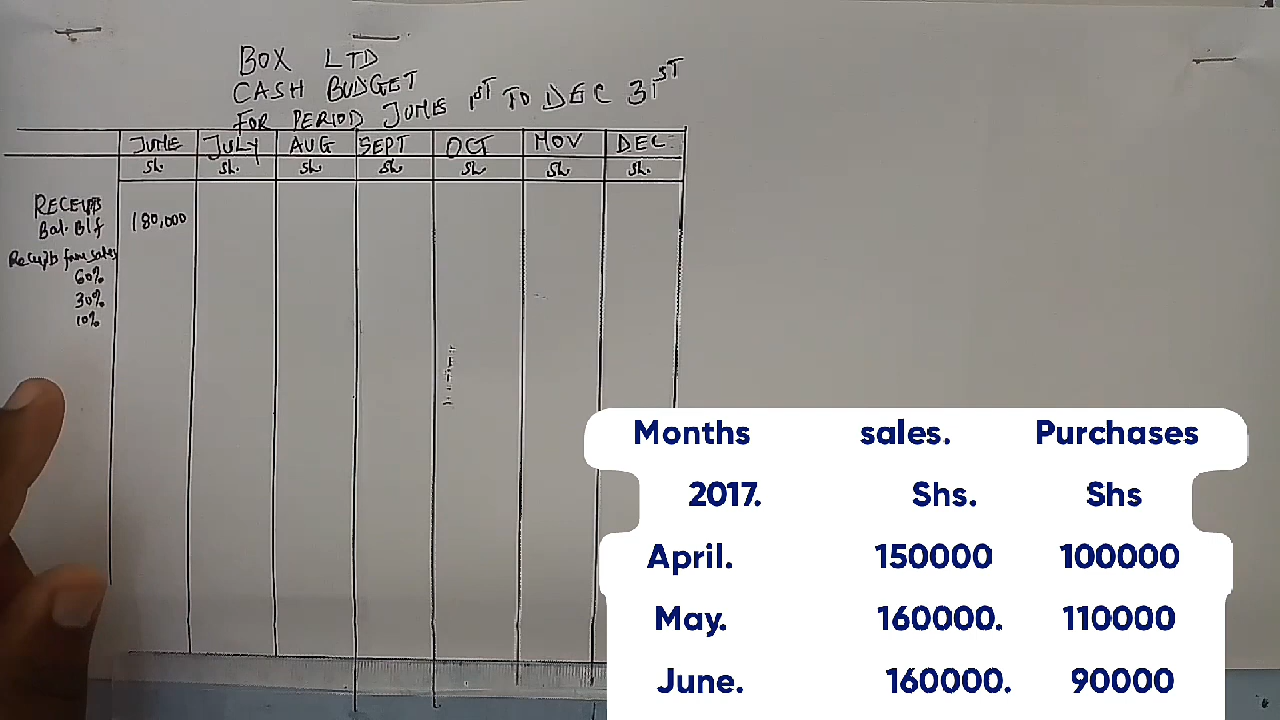 BOX LTD
CASH BUDGET
FOR PERIOD JUNE 1ST TO DEC 31ST
JUNE JULY AUG SEPT OCT NOV DEC.
Sh. Sh. Sh. Sh. Sh. Sh. Sh.
RECEIPTS
Bal. B/f 180,000
Receipts from sales
60%
30%
10%
Months sales. Purchases
2017. Shs. Shs
April. 150000 100000
May. 160000. 110000
June. 160000. 90000